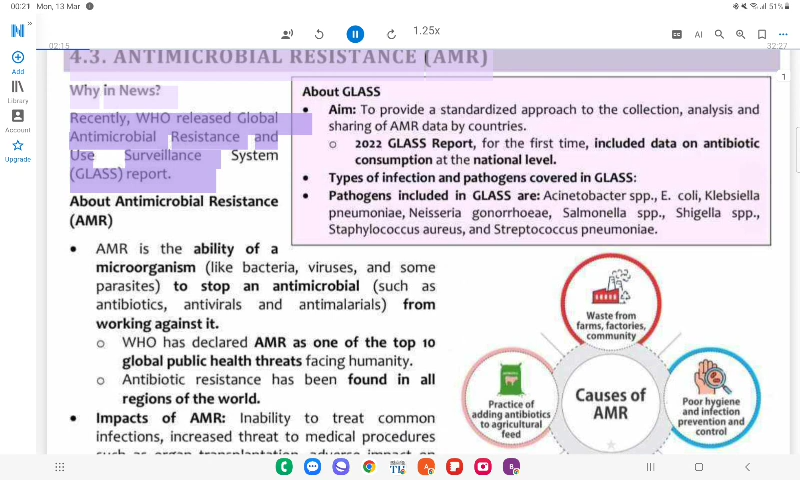 00:21 Mon, 13 Mar
51%
1.25x
AI
02:15
32:27
Add
Library
Account
Upgrade
4.3. ANTIMICROBIAL RESISTANCE (AMR)
1
Why in News?
Recently, WHO released Global
Antimicrobial Resistance and
Use Surveillance System
(GLASS) report.
About Antimicrobial Resistance
(AMR)
About GLASS
• Aim: To provide a standardized approach to the collection, analysis and
sharing of AMR data by countries.
o 2022 GLASS Report, for the first time, included data on antibiotic
consumption at the national level.
• Types of infection and pathogens covered in GLASS:
• Pathogens included in GLASS are: Acinetobacter spp., E. coli, Klebsiella
pneumoniae, Neisseria gonorrhoeae, Salmonella spp., Shigella spp.,
Staphylococcus aureus, and Streptococcus pneumoniae.
• AMR is the ability of a
microorganism (like bacteria, viruses, and some
parasites) to stop an antimicrobial (such as
antibiotics, antivirals and antimalarials) from
working against it.
o WHO has declared AMR as one of the top 10
global public health threats facing humanity.
o Antibiotic resistance has been found in all
regions of the world.
• Impacts of AMR: Inability to treat common
infections, increased threat to medical procedures
such as organ transplantation, adverse impact on
Waste from
farms, factories,
community
Practice of
adding antibiotics
to agricultural
feed
Causes of
AMR
Poor hygiene
and infection
prevention and
control